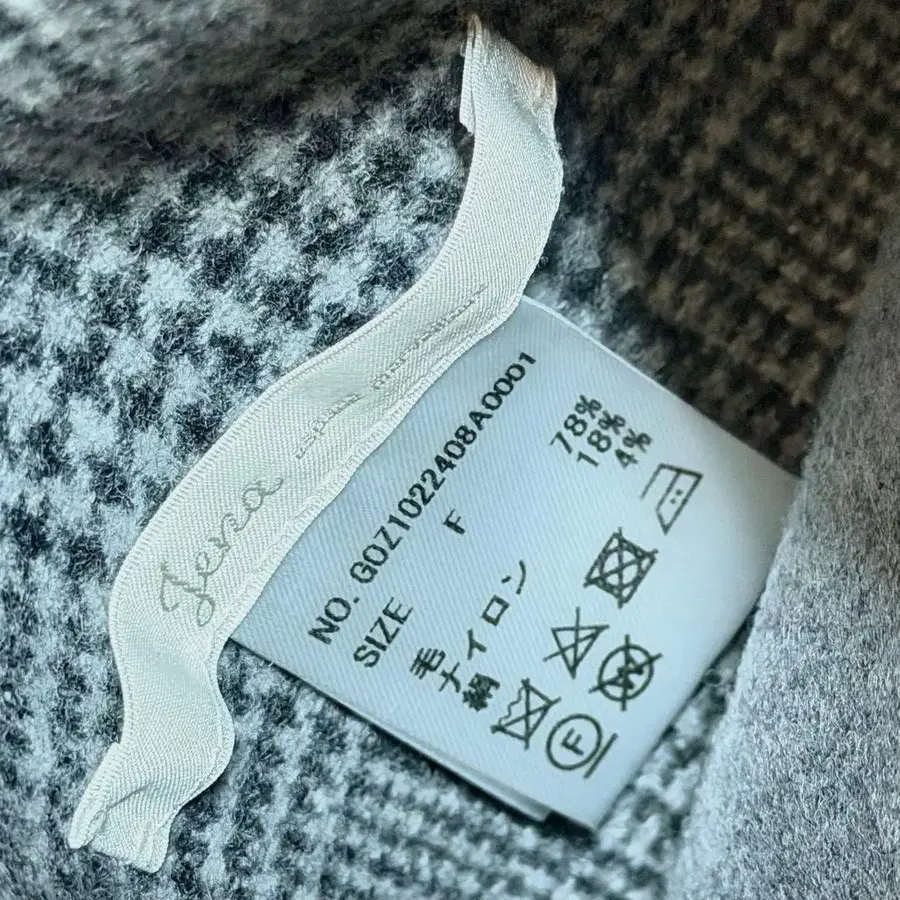 Jena
NO. GOZ1022408A0001
SIZE F
毛 78%
ナイロン 18%
絹 4%
W
F